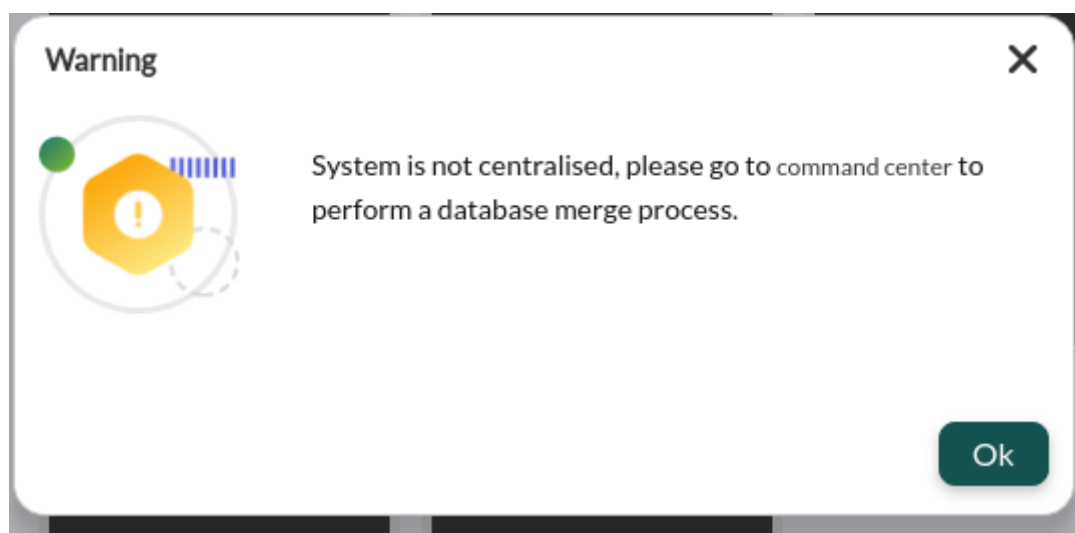 Warning
System is not centralised, please go to command center to
perform a database merge process.
Ok